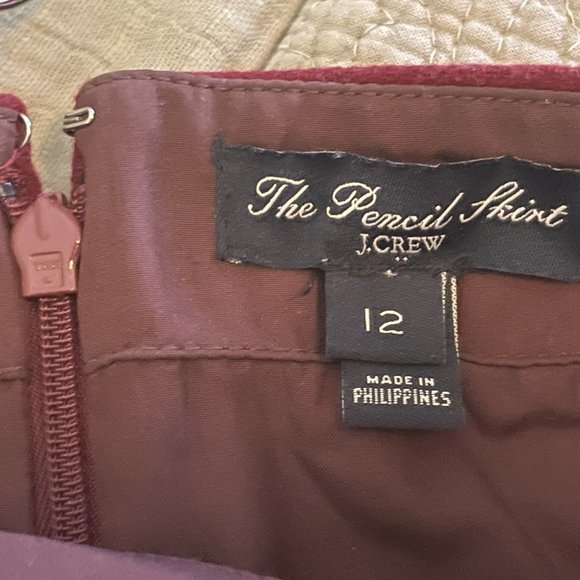 The Pencil Skirt
J.CREW
12
MADE IN
PHILIPPINES